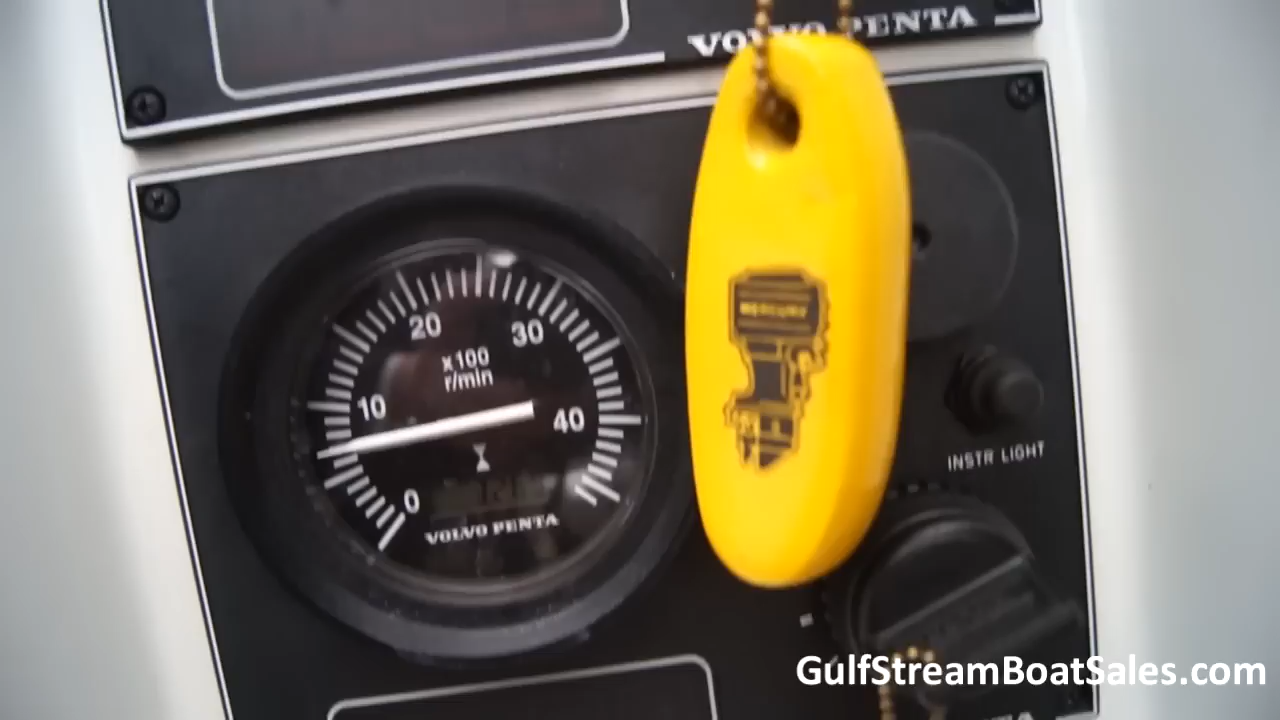 VOLVO PENTA
20
30
x100
r/min
10
40
0
VOLVO PENTA
MERCURY
INSTR LIGHT
GulfStreamBoatSales.com